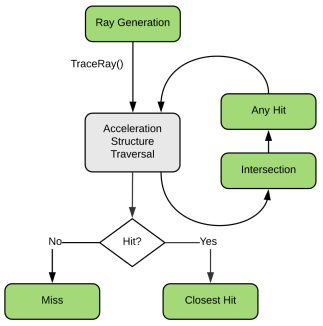 Ray Generation
TraceRay()
Acceleration
Structure
Traversal
Any Hit
Intersection
Hit?
No
Yes
Miss
Closest Hit